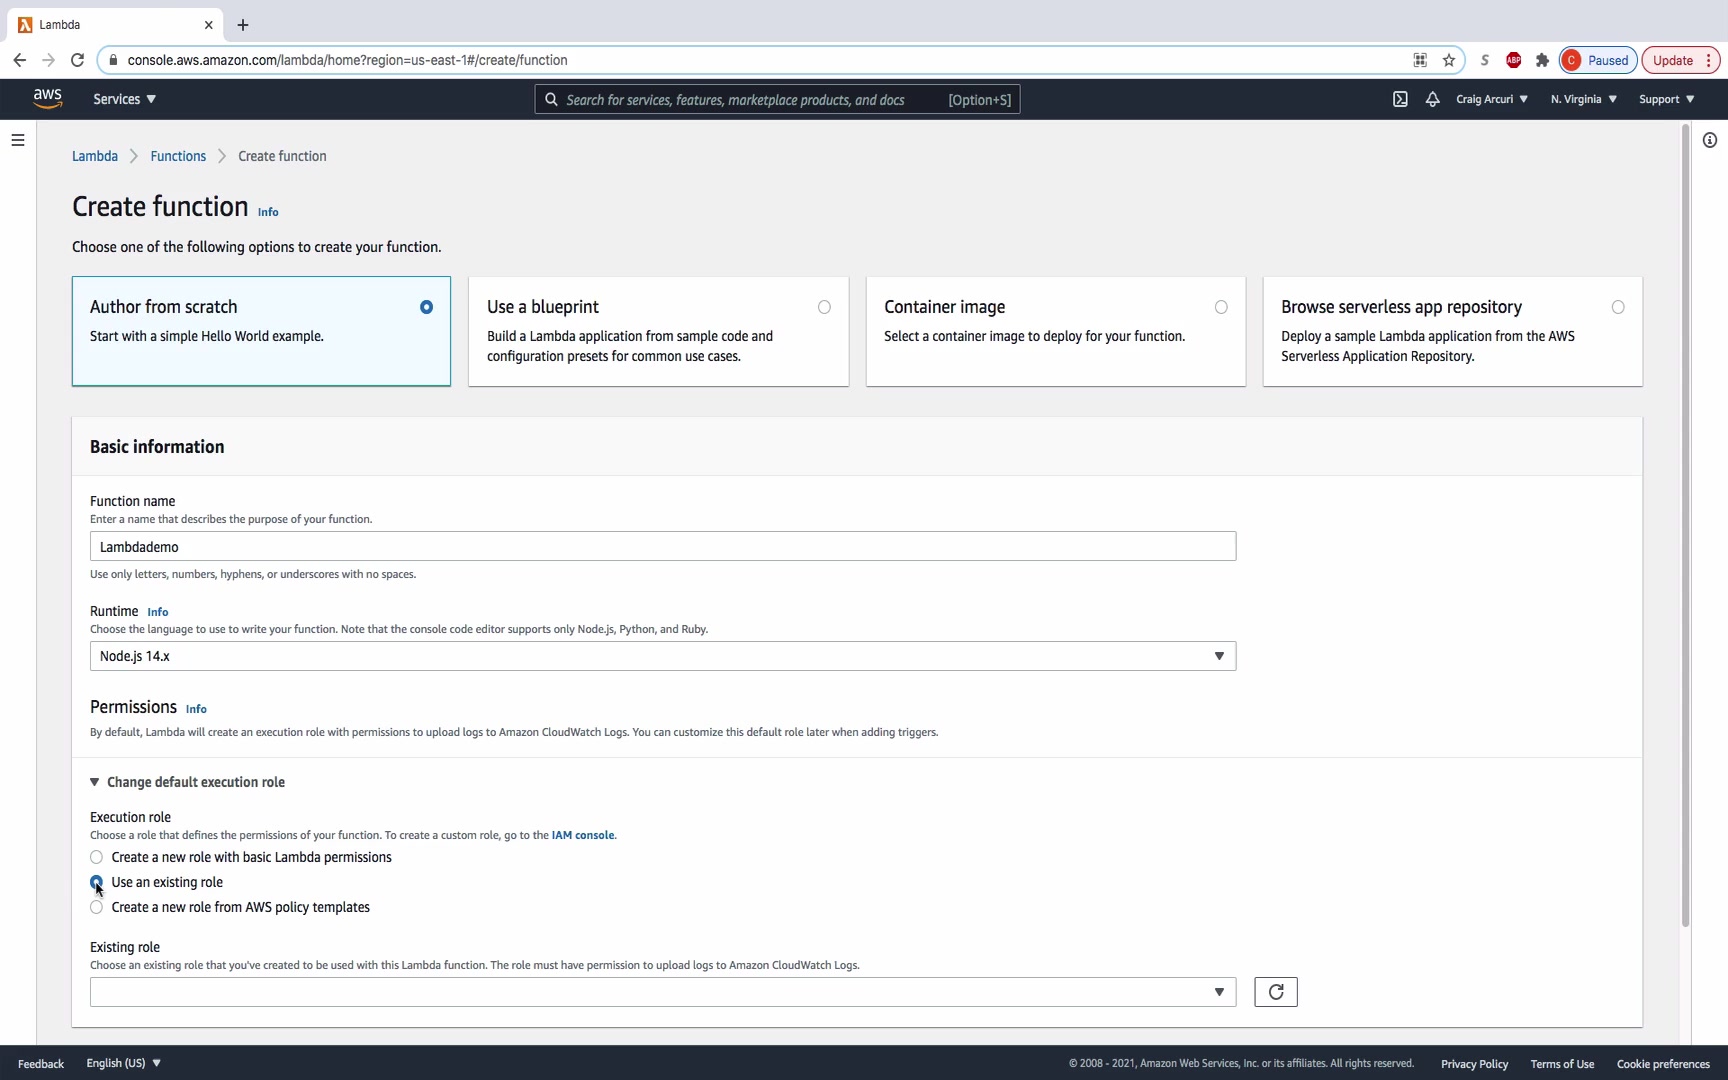 Lambda
console.aws.amazon.com/lambda/home?region=us-east-1#/create/function
S
ABP
C Paused
Update
aws
Services
Search for services, features, marketplace products, and docs [Option+S]
Craig Arcuri
N. Virginia
Support
Lambda
Functions
Create function
Create function Info
Choose one of the following options to create your function.
Author from scratch
Start with a simple Hello World example.
Use a blueprint
Build a Lambda application from sample code and
configuration presets for common use cases.
Container image
Select a container image to deploy for your function.
Browse serverless app repository
Deploy a sample Lambda application from the AWS
Serverless Application Repository.
Basic information
Function name
Enter a name that describes the purpose of your function.
Lambdademo
Use only letters, numbers, hyphens, or underscores with no spaces.
Runtime Info
Choose the language to use to write your function. Note that the console code editor supports only Node.js, Python, and Ruby.
Node.js 14.x
Permissions Info
By default, Lambda will create an execution role with permissions to upload logs to Amazon CloudWatch Logs. You can customize this default role later when adding triggers.
Change default execution role
Execution role
Choose a role that defines the permissions of your function. To create a custom role, go to the IAM console.
Create a new role with basic Lambda permissions
Use an existing role
Create a new role from AWS policy templates
Existing role
Choose an existing role that you've created to be used with this Lambda function. The role must have permission to upload logs to Amazon CloudWatch Logs.
Feedback
English (US)
© 2008 - 2021, Amazon Web Services, Inc. or its affiliates. All rights reserved.
Privacy Policy
Terms of Use
Cookie preferences